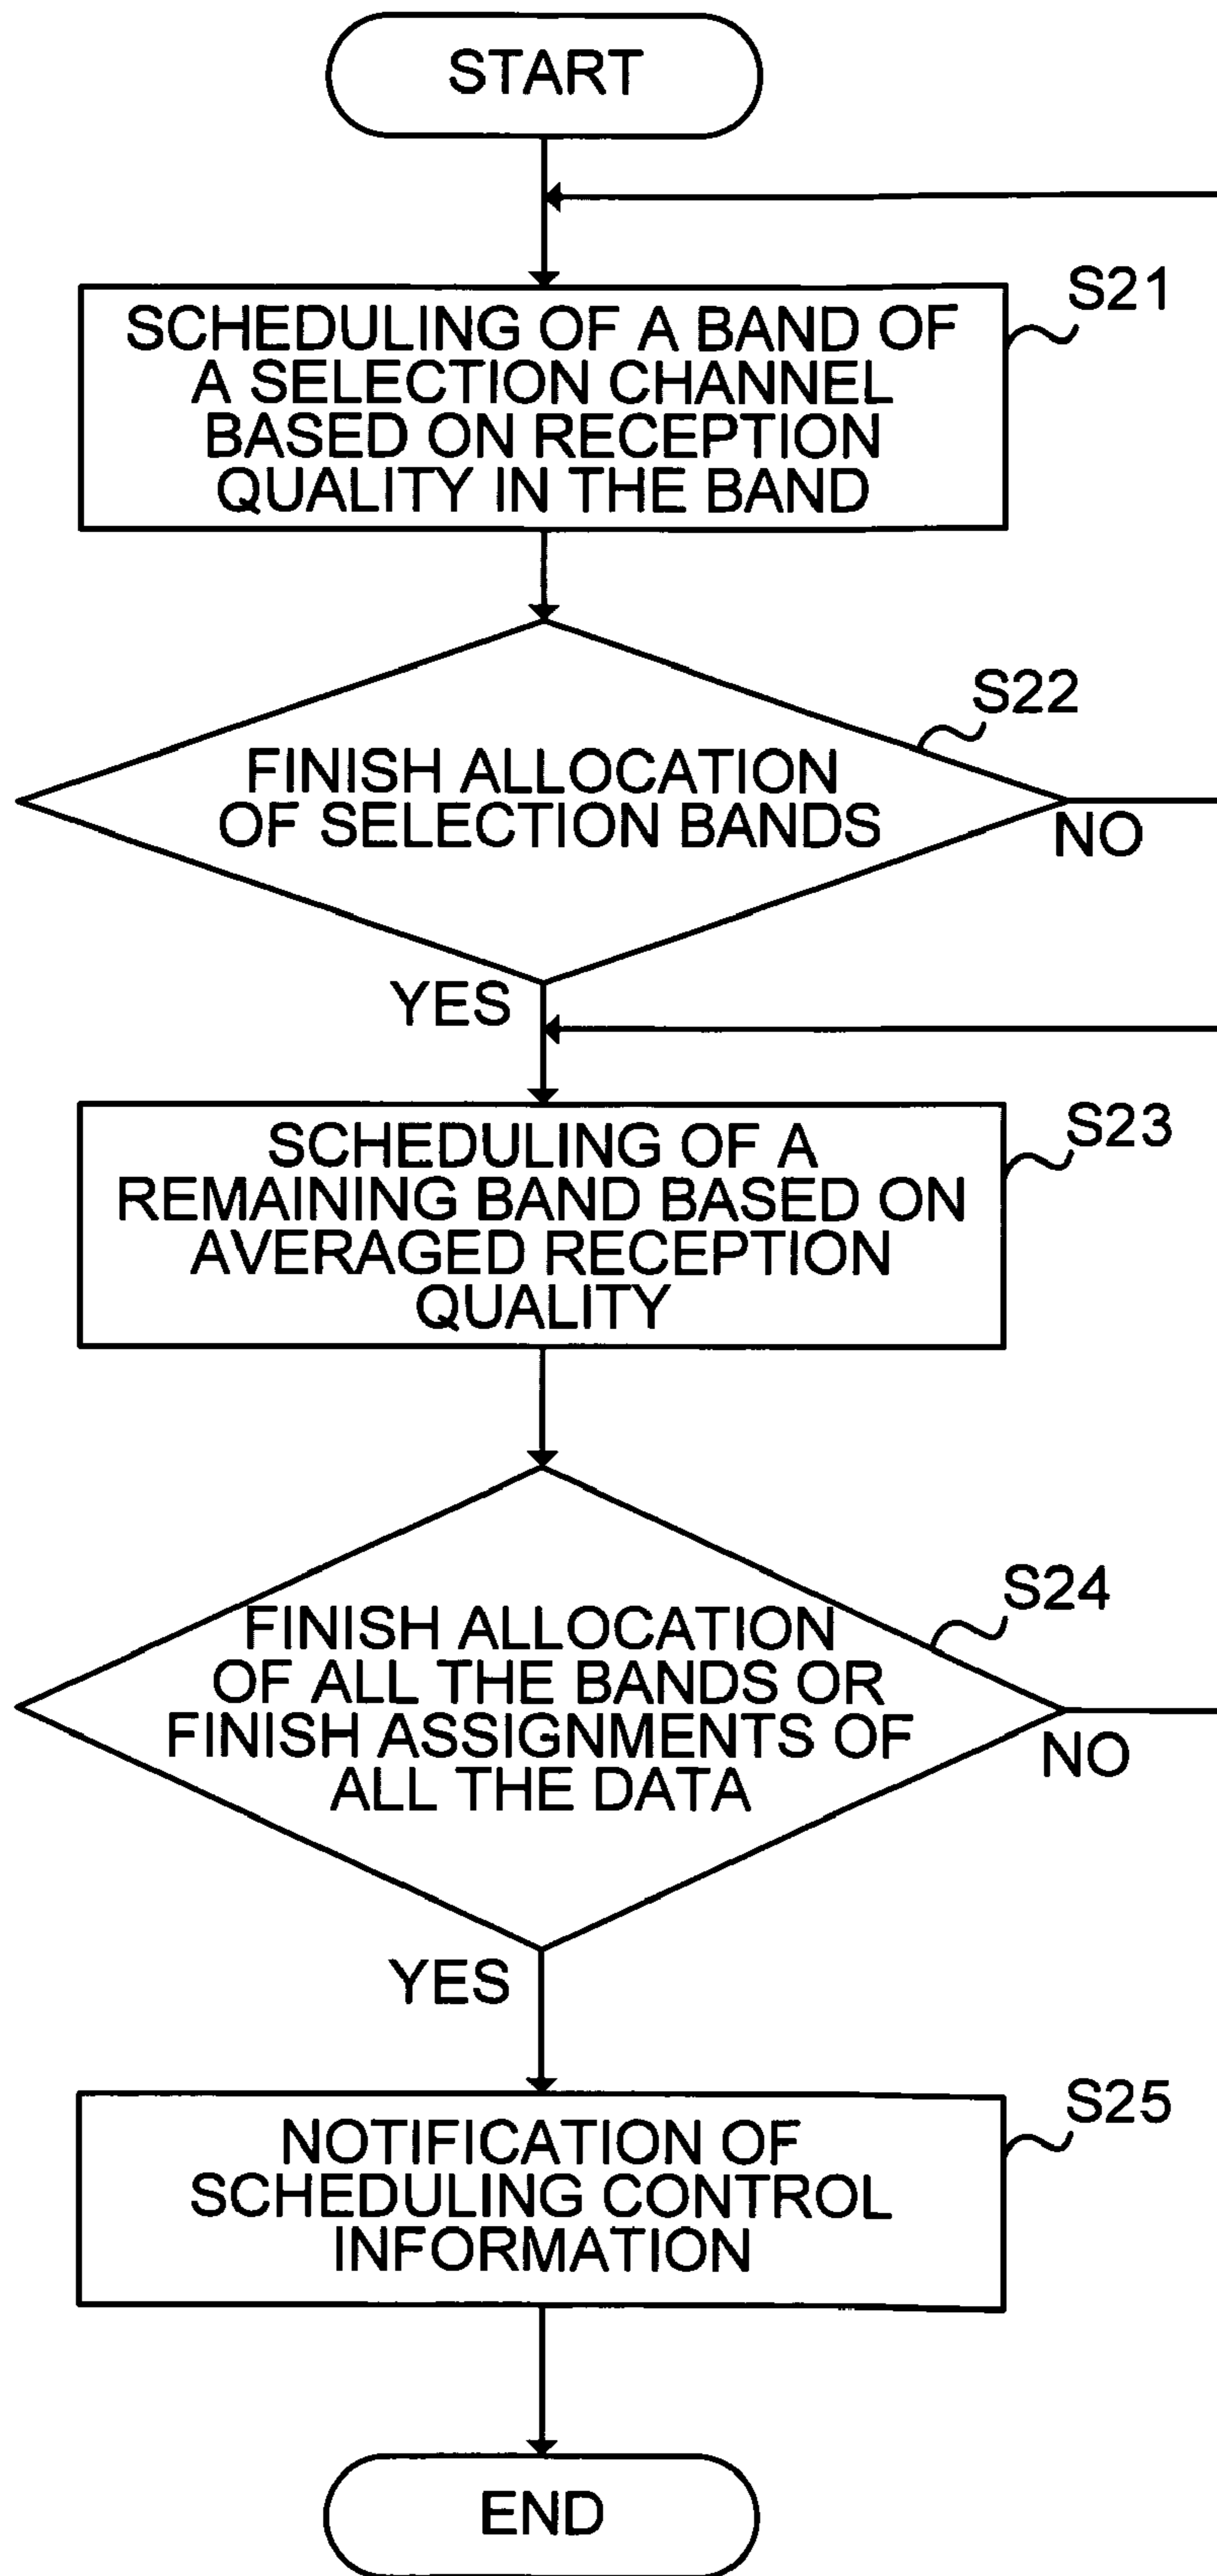 START
S21
SCHEDULING OF A BAND OF
A SELECTION CHANNEL
BASED ON RECEPTION
QUALITY IN THE BAND
S22
FINISH ALLOCATION
OF SELECTION BANDS
NO
YES
S23
SCHEDULING OF A
REMAINING BAND BASED ON
AVERAGED RECEPTION
QUALITY
S24
FINISH ALLOCATION
OF ALL THE BANDS OR
FINISH ASSIGNMENTS OF
ALL THE DATA
NO
YES
S25
NOTIFICATION OF
SCHEDULING CONTROL
INFORMATION
END